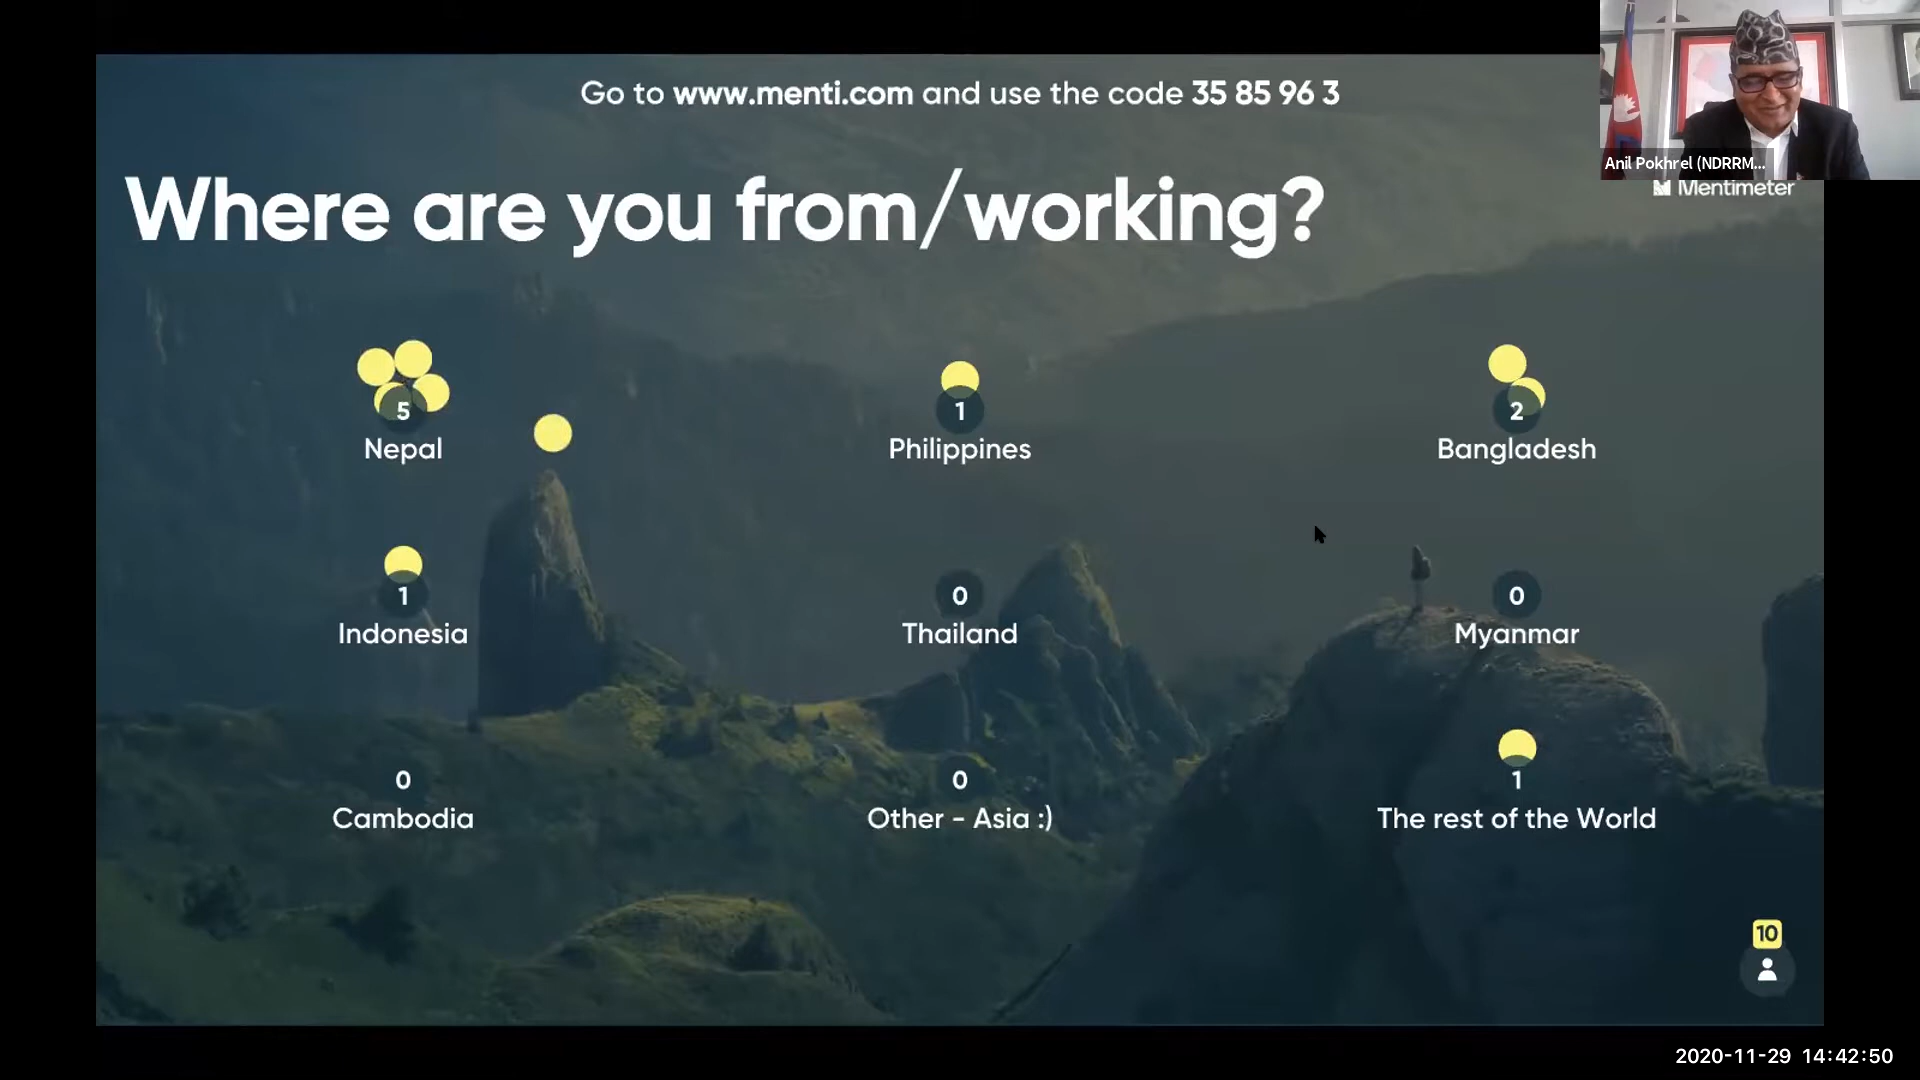 Go to www.menti.com and use the code 35 85 96 3
Anil Pokhrel (NDRRM...
Mentimeter
Where are you from/working?
5
Nepal
1
Philippines
2
Bangladesh
1
Indonesia
0
Thailand
0
Myanmar
0
Cambodia
0
Other - Asia :)
1
The rest of the World
10
2020-11-29 14:42:50